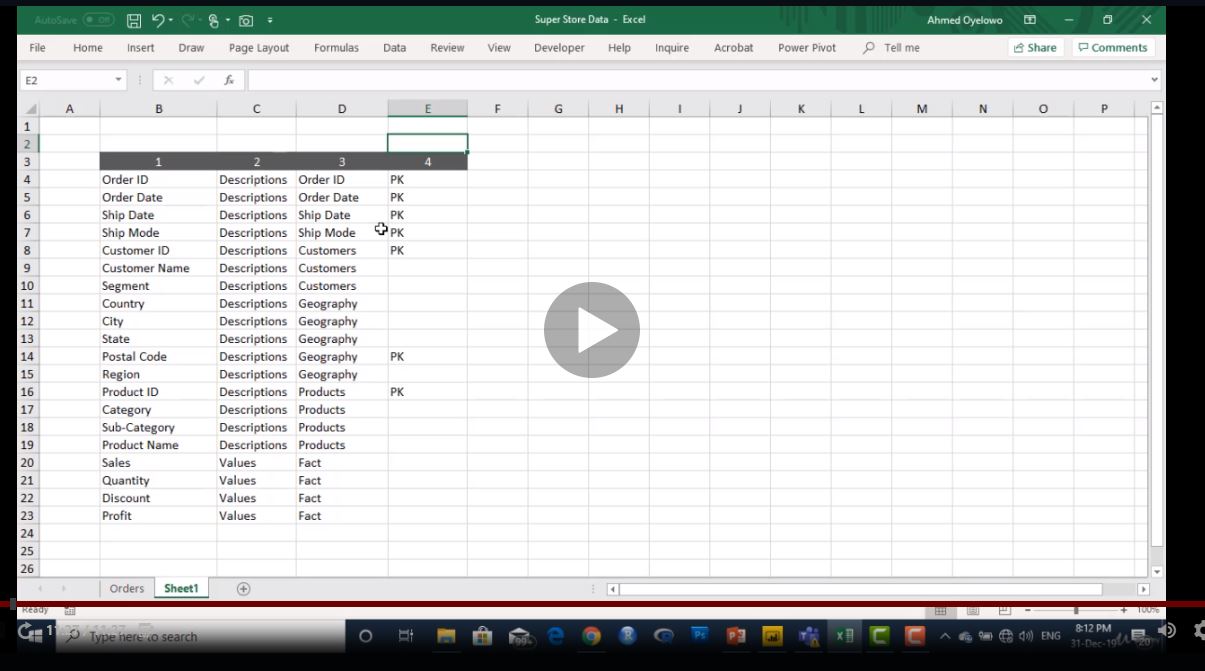 AutoSave Off Super Store Data - Excel Ahmed Oyelowo
File Home Insert Draw Page Layout Formulas Data Review View Developer Help Inquire Acrobat Power Pivot Tell me Share Comments
E2 fx
A B C D E F G H I J K L M N O P
1
2
3 1 2 3 4
4 Order ID Descriptions Order ID PK
5 Order Date Descriptions Order Date PK
6 Ship Date Descriptions Ship Date PK
7 Ship Mode Descriptions Ship Mode PK
8 Customer ID Descriptions Customers PK
9 Customer Name Descriptions Customers
10 Segment Descriptions Customers
11 Country Descriptions Geography
12 City Descriptions Geography
13 State Descriptions Geography
14 Postal Code Descriptions Geography PK
15 Region Descriptions Geography
16 Product ID Descriptions Products PK
17 Category Descriptions Products
18 Sub-Category Descriptions Products
19 Product Name Descriptions Products
20 Sales Values Fact
21 Quantity Values Fact
22 Discount Values Fact
23 Profit Values Fact
24
25
26
Orders Sheet1
Ready 100%
Type here to search 99+ ENG 8:12 PM
31-Dec-19